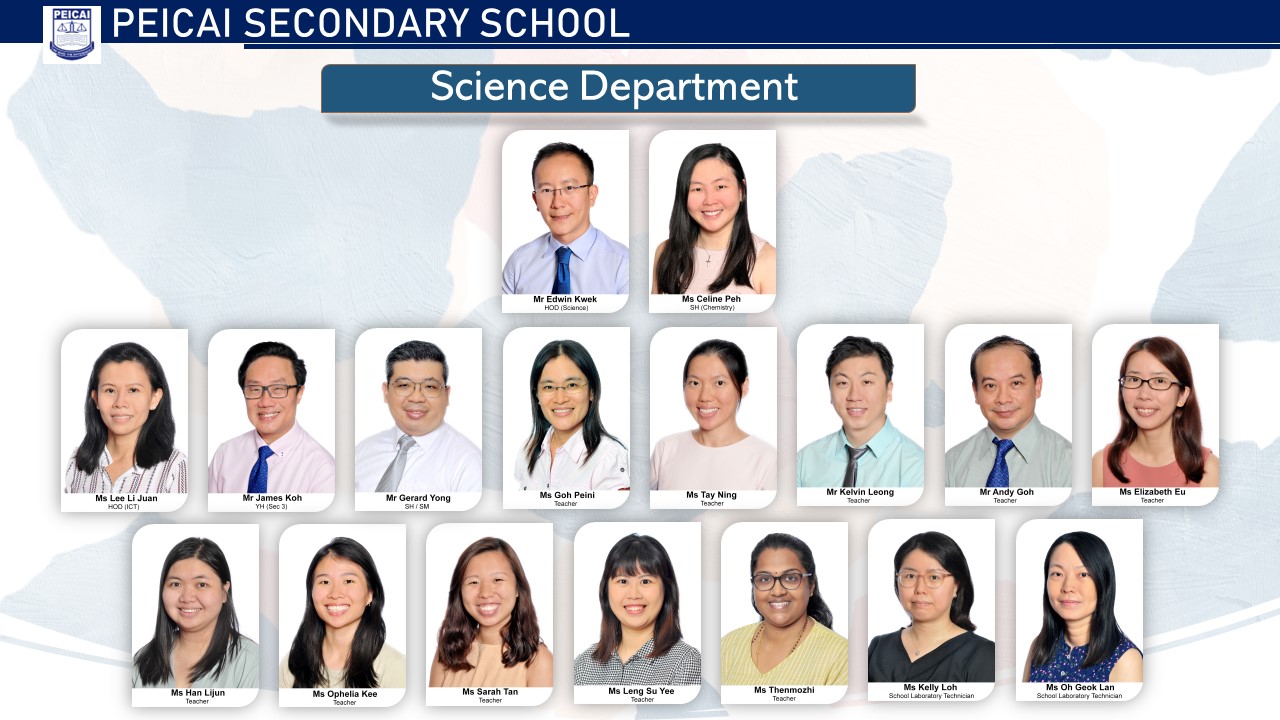 PEICAI
PEICAI SECONDARY SCHOOL
Science Department
Mr Edwin Kwek
HOD (Science)
Ms Celine Peh
SH (Chemistry)
Ms Lee Li Juan
HOD (ICT)
Mr James Koh
YH (Sec 3)
Mr Gerard Yong
SH / SM
Ms Goh Peini
Teacher
Ms Tay Ning
Teacher
Mr Kelvin Leong
Teacher
Mr Andy Goh
Teacher
Ms Elizabeth Eu
Teacher
Ms Han Lijun
Teacher
Ms Ophelia Kee
Teacher
Ms Sarah Tan
Teacher
Ms Leng Su Yee
Teacher
Ms Thenmozhi
Teacher
Ms Kelly Loh
School Laboratory Technician
Ms Oh Geok Lan
School Laboratory Technician